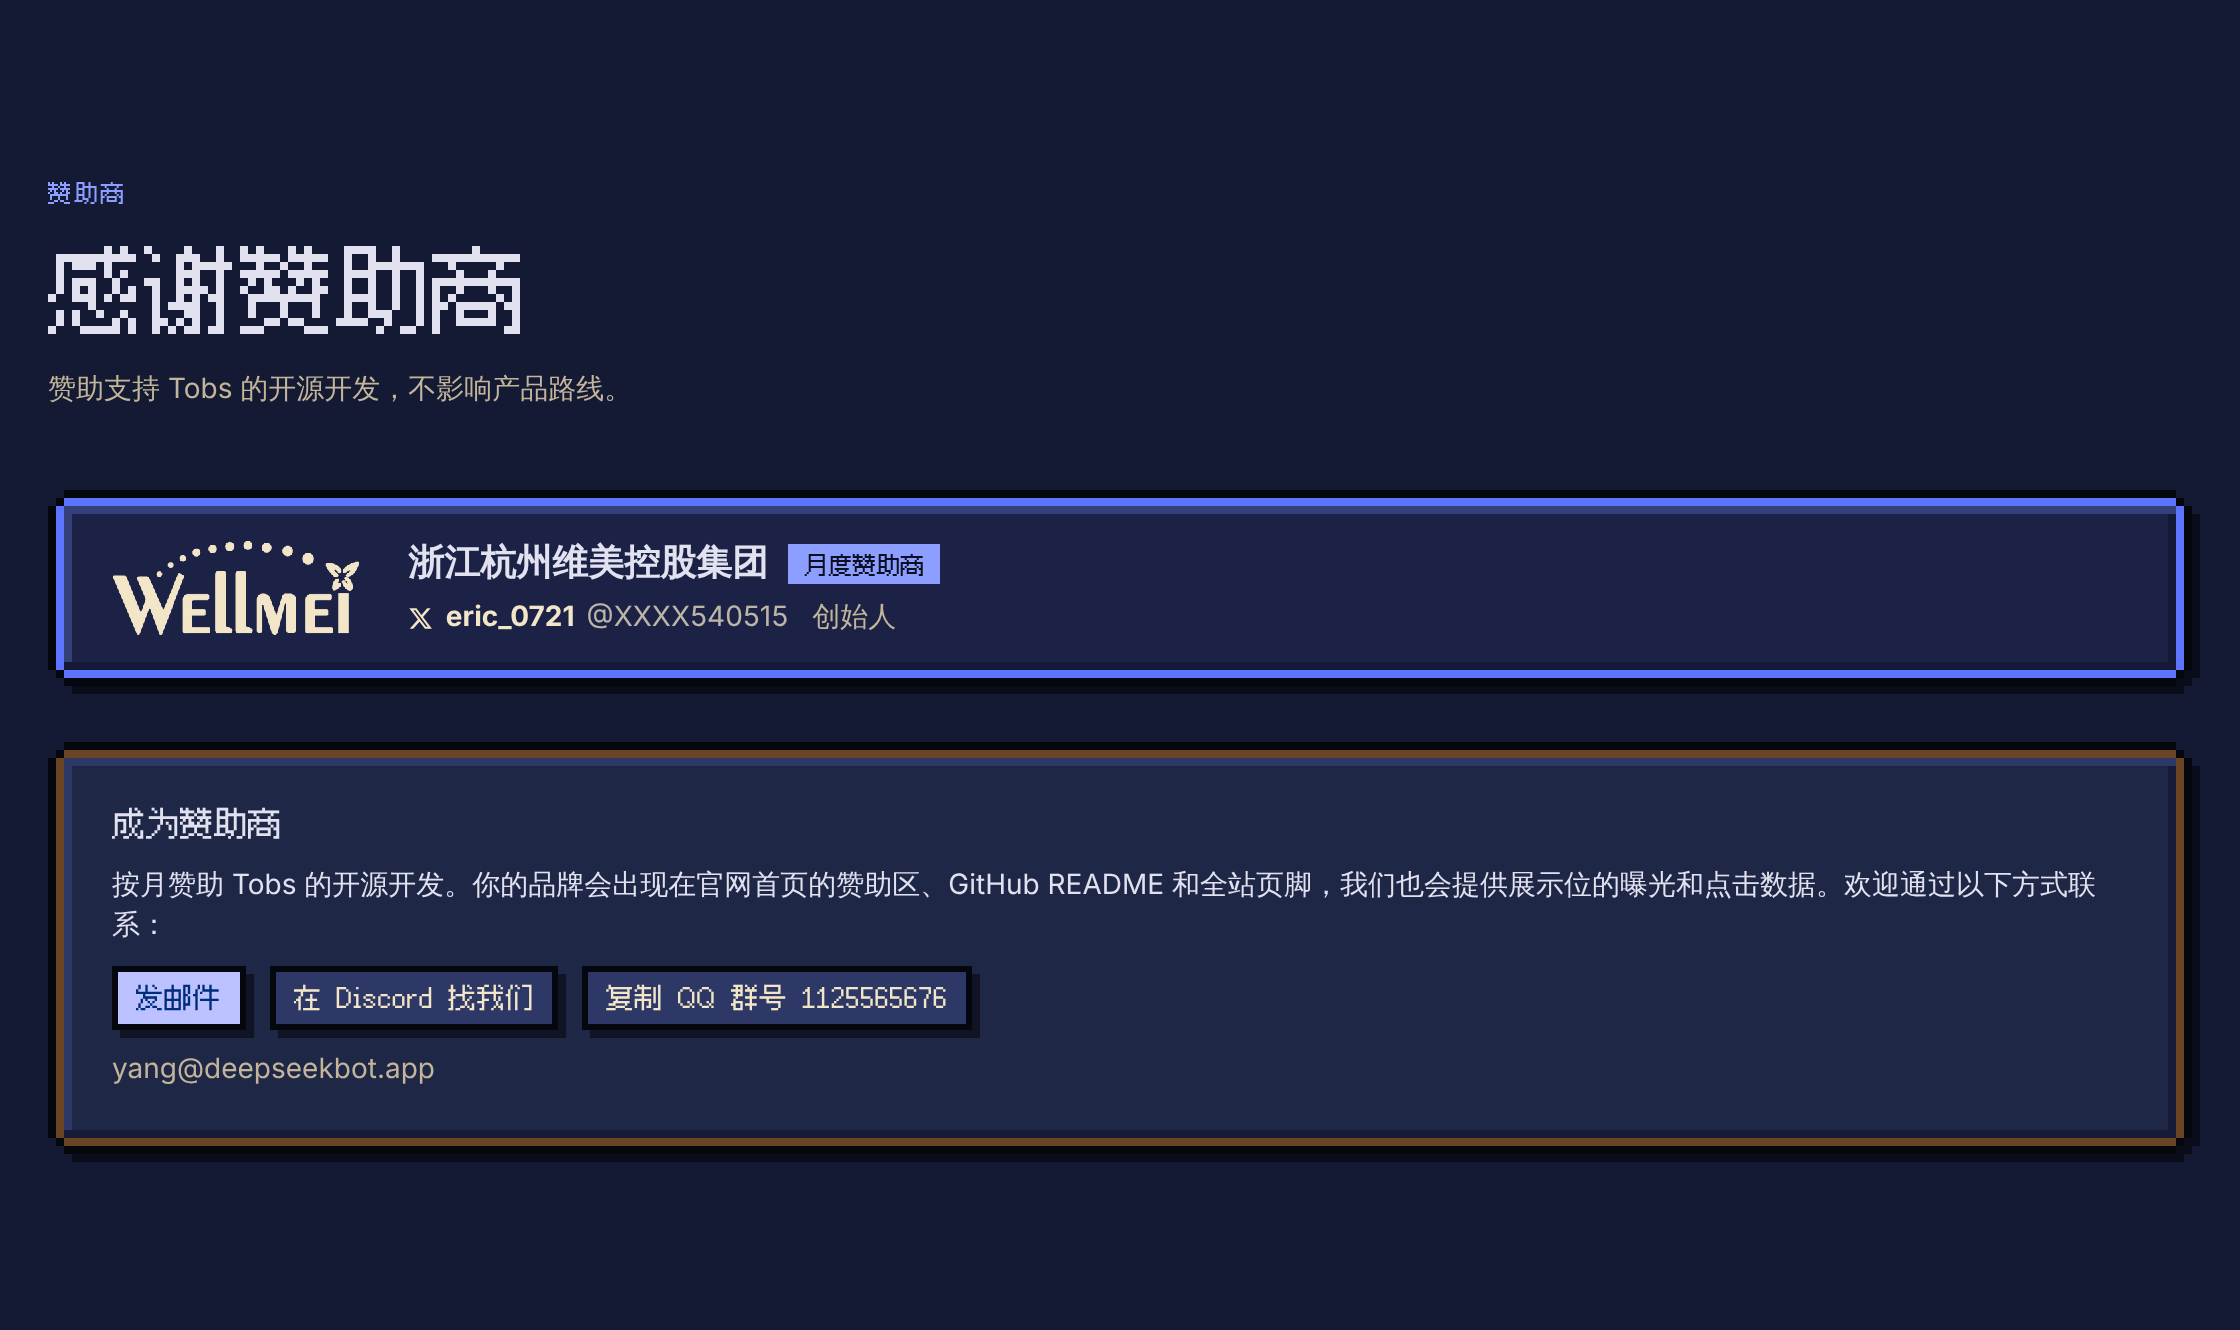 赞助商
感谢赞助商
赞助支持 Tobs 的开源开发，不影响产品路线。
WellMEi
浙江杭州维美控股集团 月度赞助商
X eric_0721 @XXXX540515 创始人
成为赞助商
按月赞助 Tobs 的开源开发。你的品牌会出现在官网首页的赞助区、GitHub README 和全站页脚，我们也会提供展示位的曝光和点击数据。欢迎通过以下方式联
系：
发邮件 在 Discord 找我们 复制 QQ 群号 1125565676
yang@deepseekbot.app